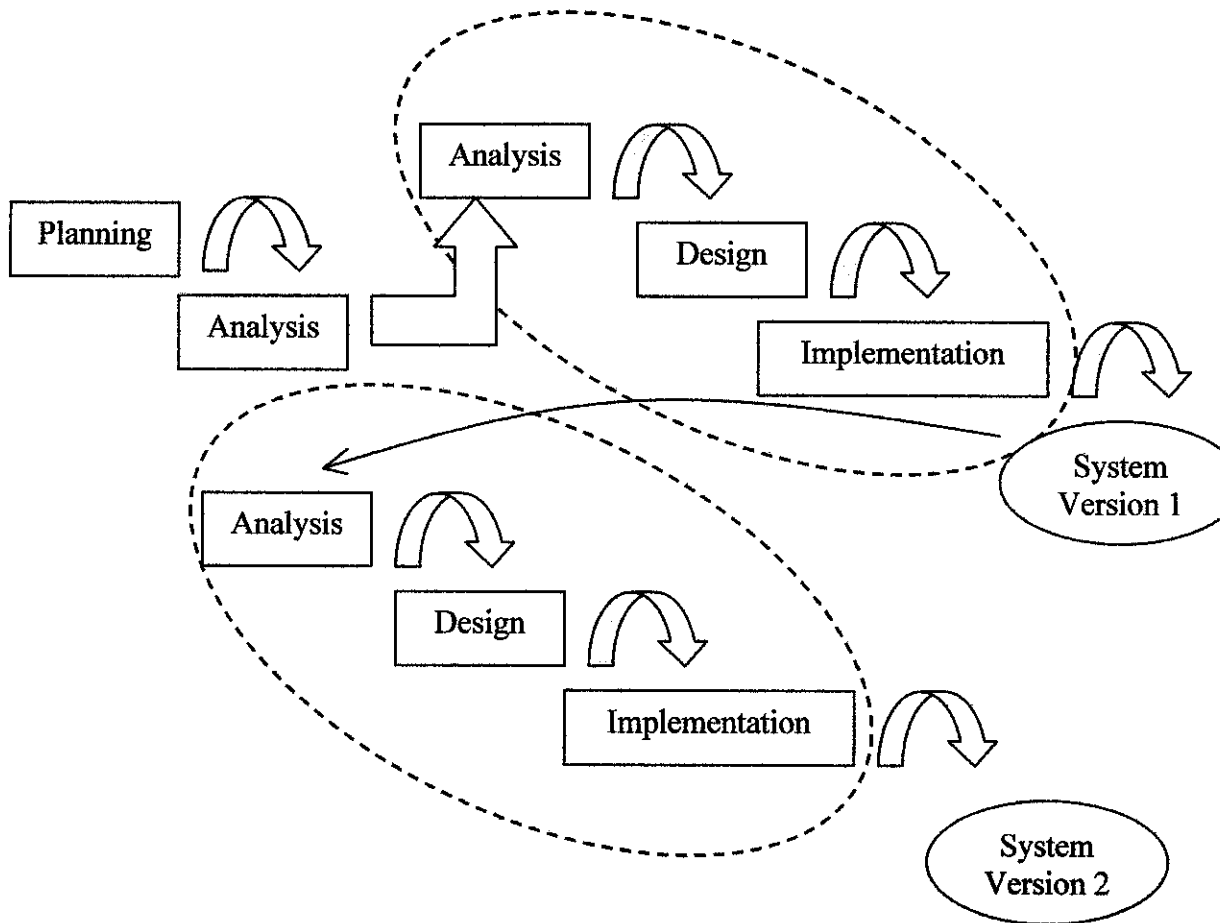 Analysis
Planning
Design
Analysis
Implementation
System
Version 1
Analysis
Design
Implementation
System
Version 2